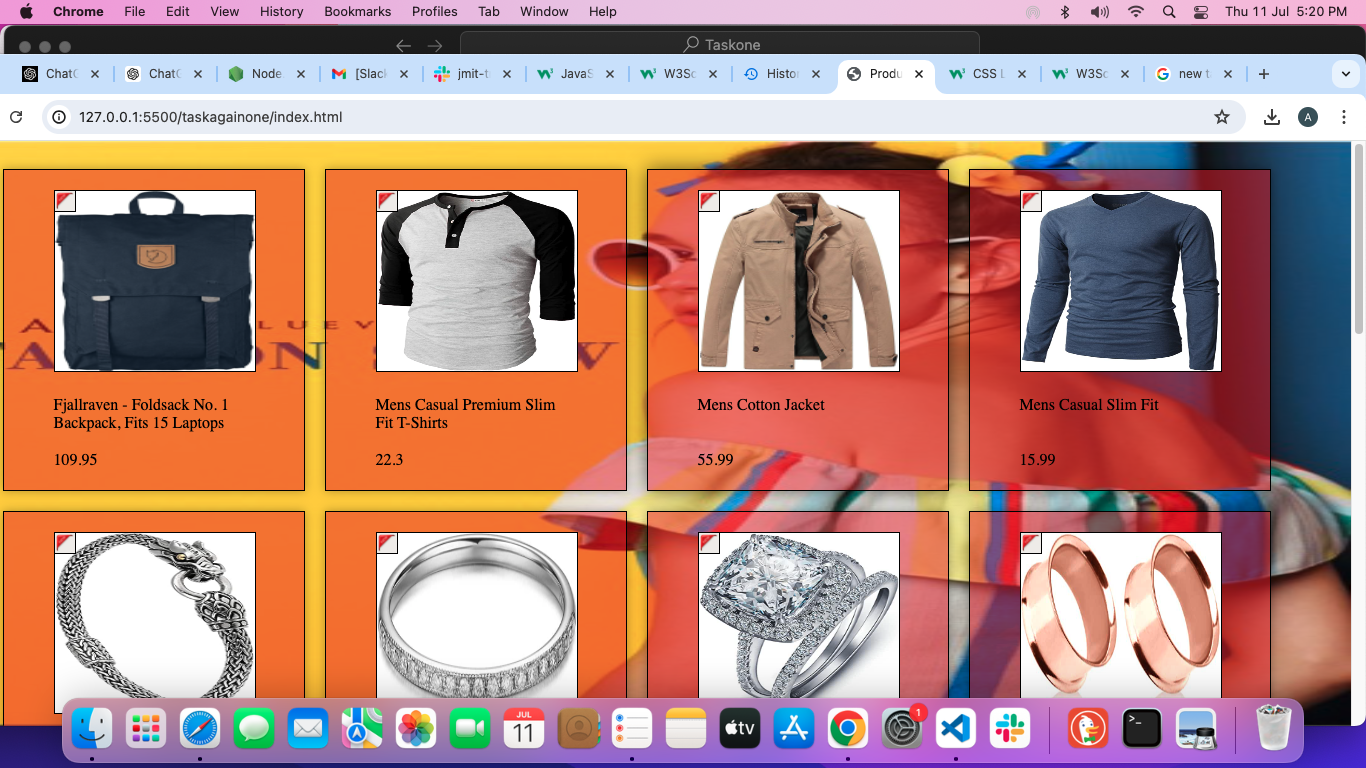 Chrome File Edit View History Bookmarks Profiles Tab Window Help Thu 11 Jul 5:20 PM
Taskone
ChatG ChatG Node. [Slac jmit-t JavaS W3Sc Histo Produ CSS L W3Sc new t
127.0.0.1:5500/taskagainone/index.html A
Fjallraven - Foldsack No. 1
Backpack, Fits 15 Laptops
109.95
Mens Casual Premium Slim
Fit T-Shirts
22.3
Mens Cotton Jacket
55.99
Mens Casual Slim Fit
15.99
JUL
11
tv
1